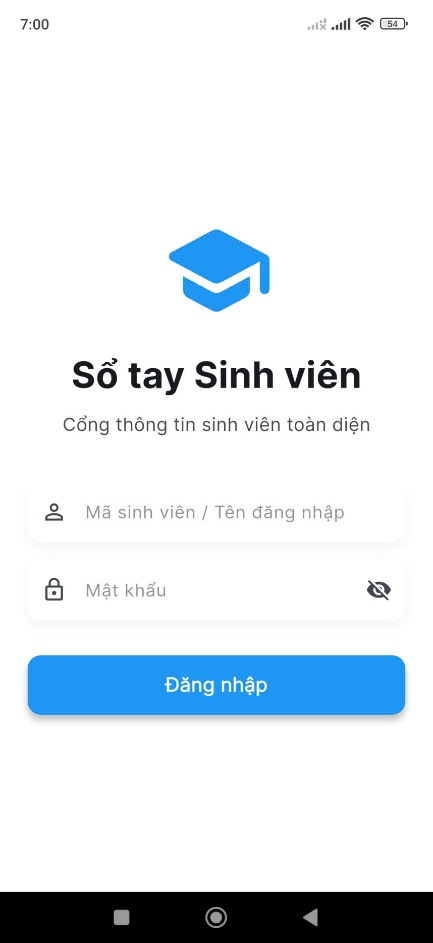 7:00
54
Sổ tay Sinh viên
Cổng thông tin sinh viên toàn diện
Mã sinh viên / Tên đăng nhập
Mật khẩu
Đăng nhập